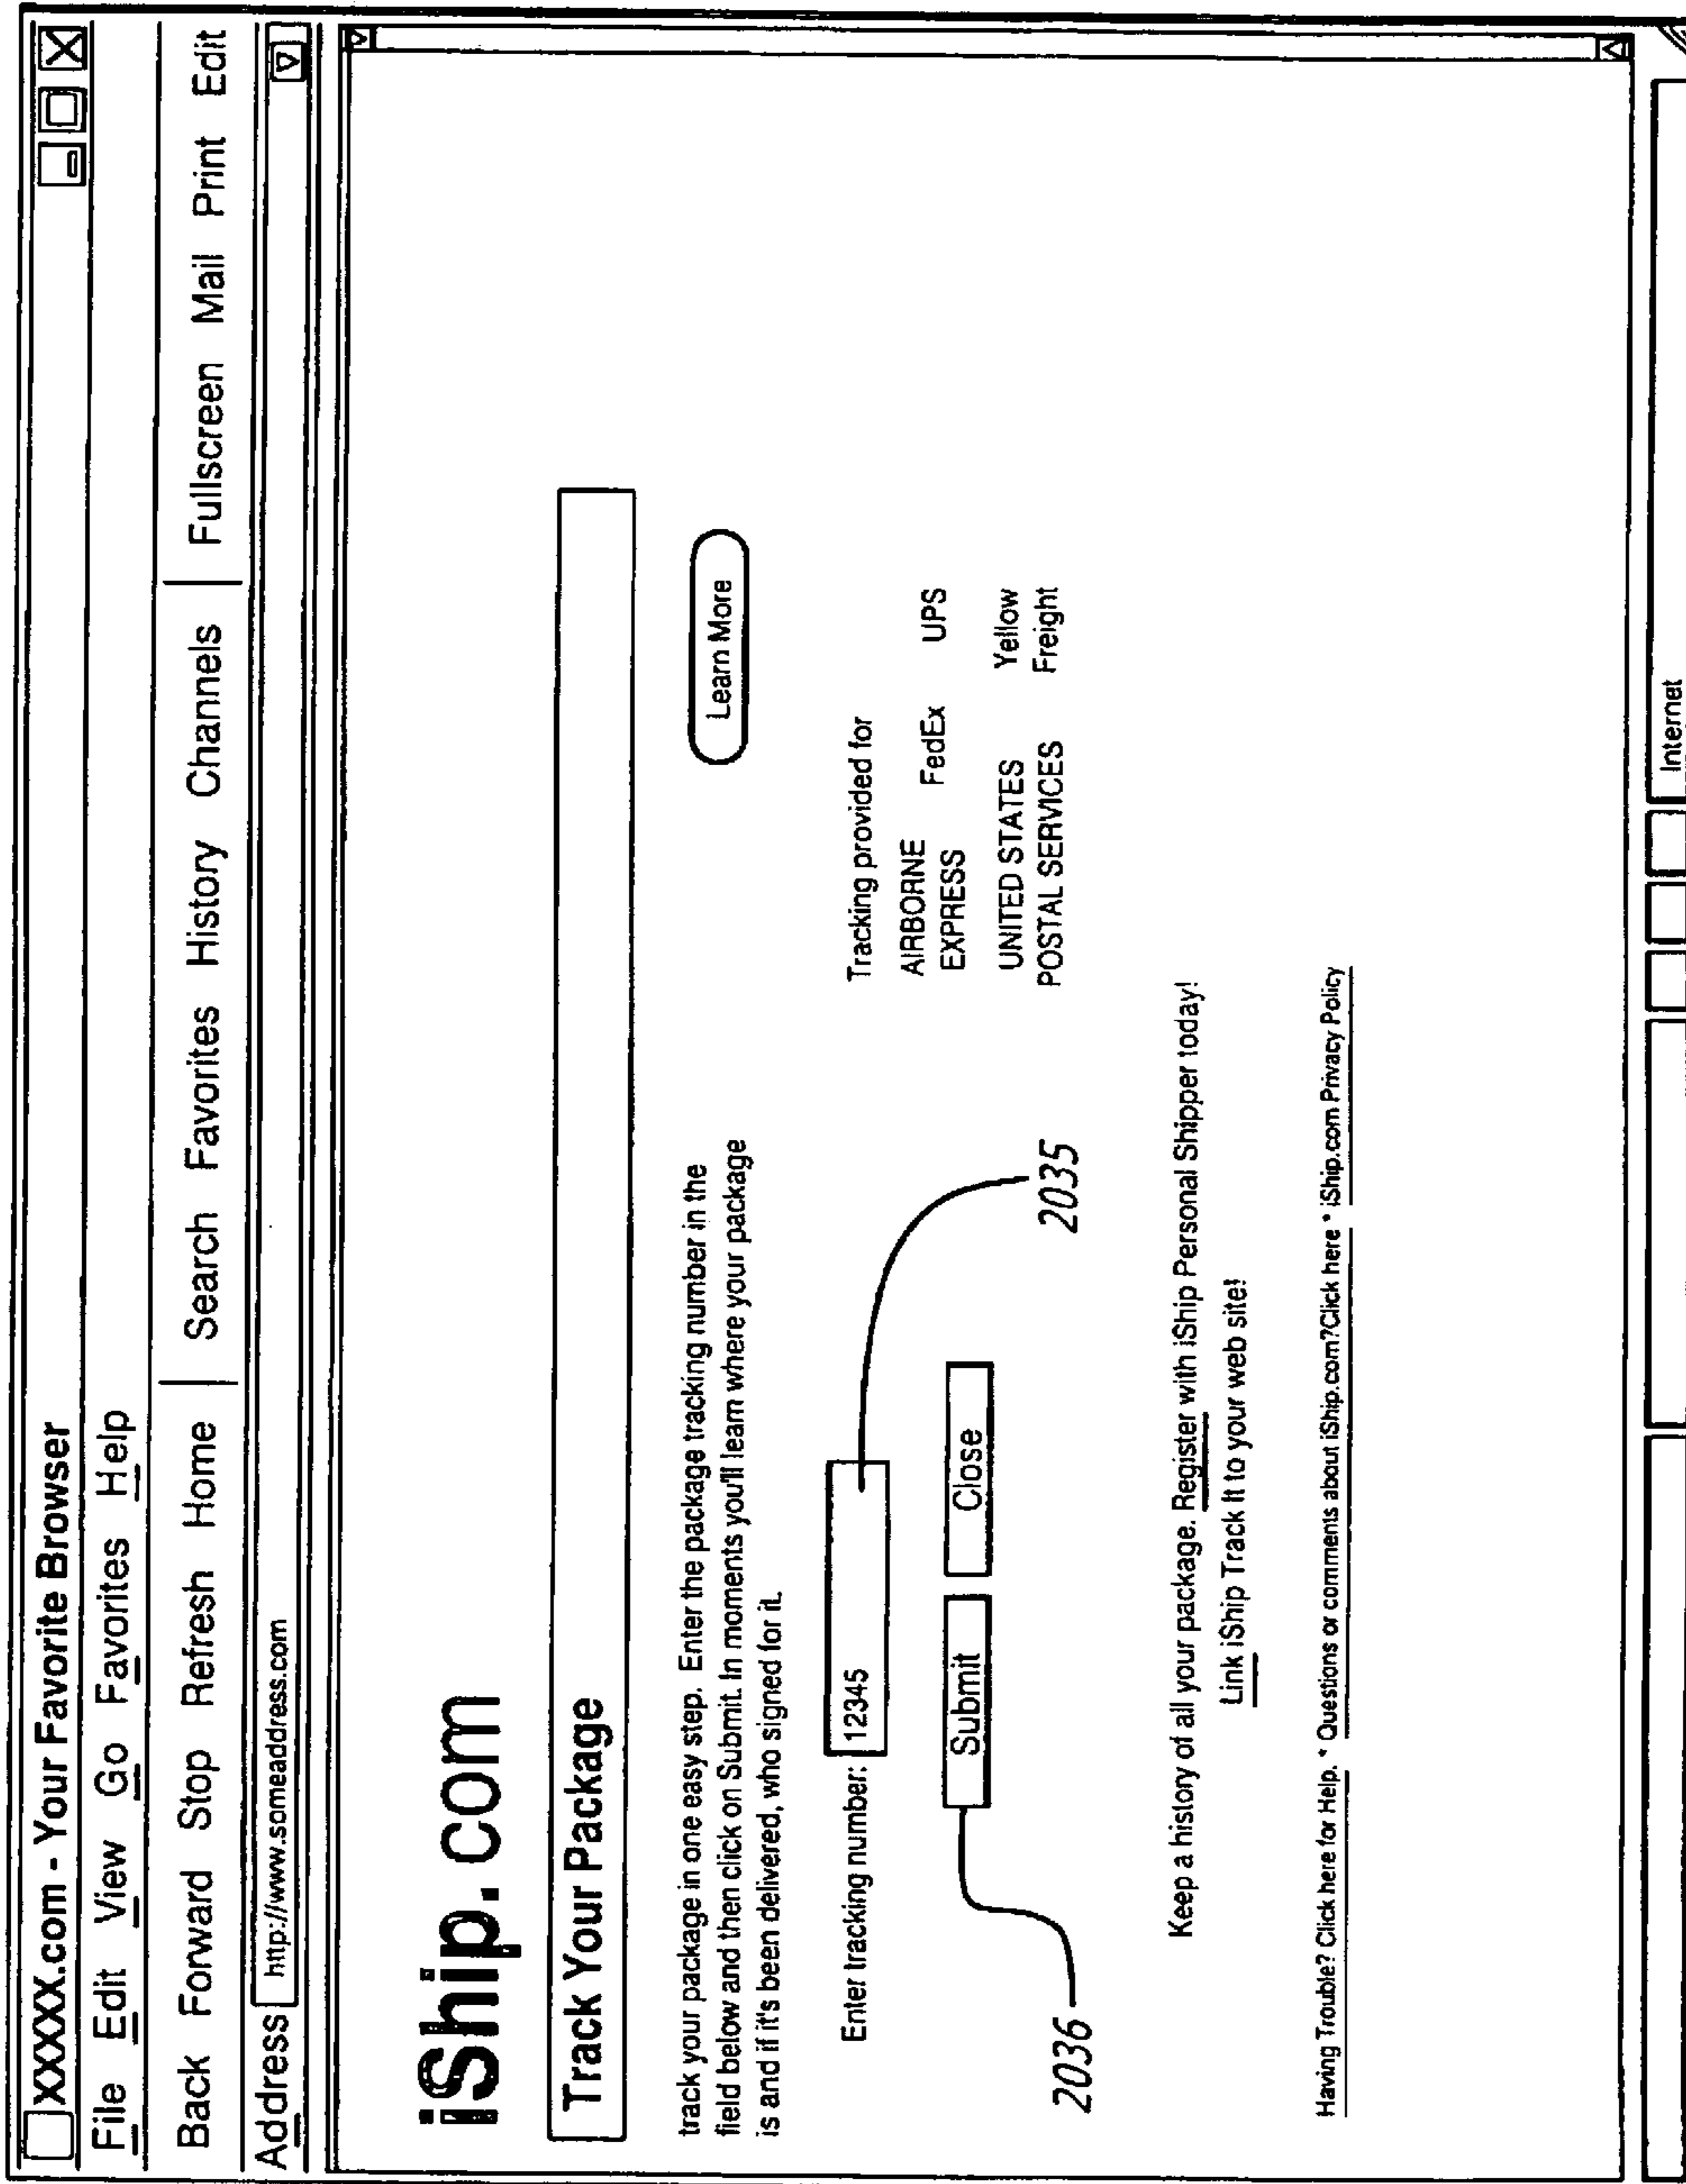 XXXXX.com - Your Favorite Browser
File Edit View Go Favorites Help
Back Forward Stop Refresh Home Search Favorites History Channels Fullscreen Mail Print Edit
Address http://www.someaddress.com
iShip.com
Track Your Package
track your package in one easy step. Enter the package tracking number in the
field below and then click on Submit. In moments you'll learn where your package
is and if it's been delivered, who signed for it.
Learn More
Enter tracking number: 12345
Submit Close
2036
2035
Tracking provided for
AIRBORNE
EXPRESS
FedEx
UPS
UNITED STATES
POSTAL SERVICES
Yellow
Freight
Keep a history of all your package. Register with iShip Personal Shipper today!
Link iShip Track It to your web site!
Having Trouble? Click here for Help. * Questions or comments about iShip.com?Click here * iShip.com Privacy Policy
Internet